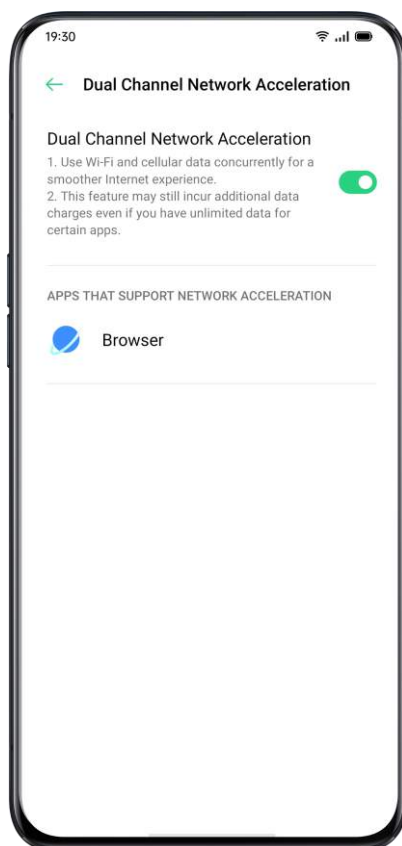 19:30
Dual Channel Network Acceleration
Dual Channel Network Acceleration
1. Use Wi-Fi and cellular data concurrently for a
smoother Internet experience.
2. This feature may still incur additional data
charges even if you have unlimited data for
certain apps.
APPS THAT SUPPORT NETWORK ACCELERATION
Browser